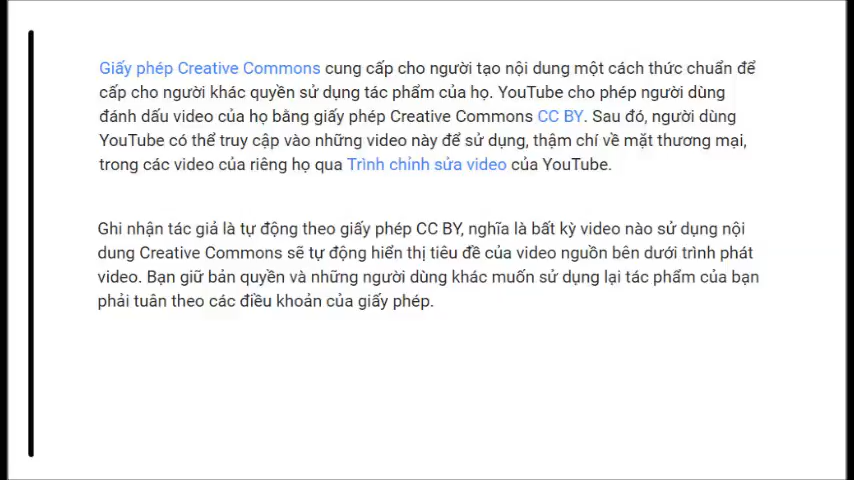 Giấy phép Creative Commons cung cấp cho người tạo nội dung một cách thức chuẩn để
cấp cho người khác quyền sử dụng tác phẩm của họ. YouTube cho phép người dùng
đánh dấu video của họ bằng giấy phép Creative Commons CC BY. Sau đó, người dùng
YouTube có thể truy cập vào những video này để sử dụng, thậm chí về mặt thương mại,
trong các video của riêng họ qua Trình chỉnh sửa video của YouTube.
Ghi nhận tác giả là tự động theo giấy phép CC BY, nghĩa là bất kỳ video nào sử dụng nội
dung Creative Commons sẽ tự động hiển thị tiêu đề của video nguồn bên dưới trình phát
video. Bạn giữ bản quyền và những người dùng khác muốn sử dụng lại tác phẩm của bạn
phải tuân theo các điều khoản của giấy phép.